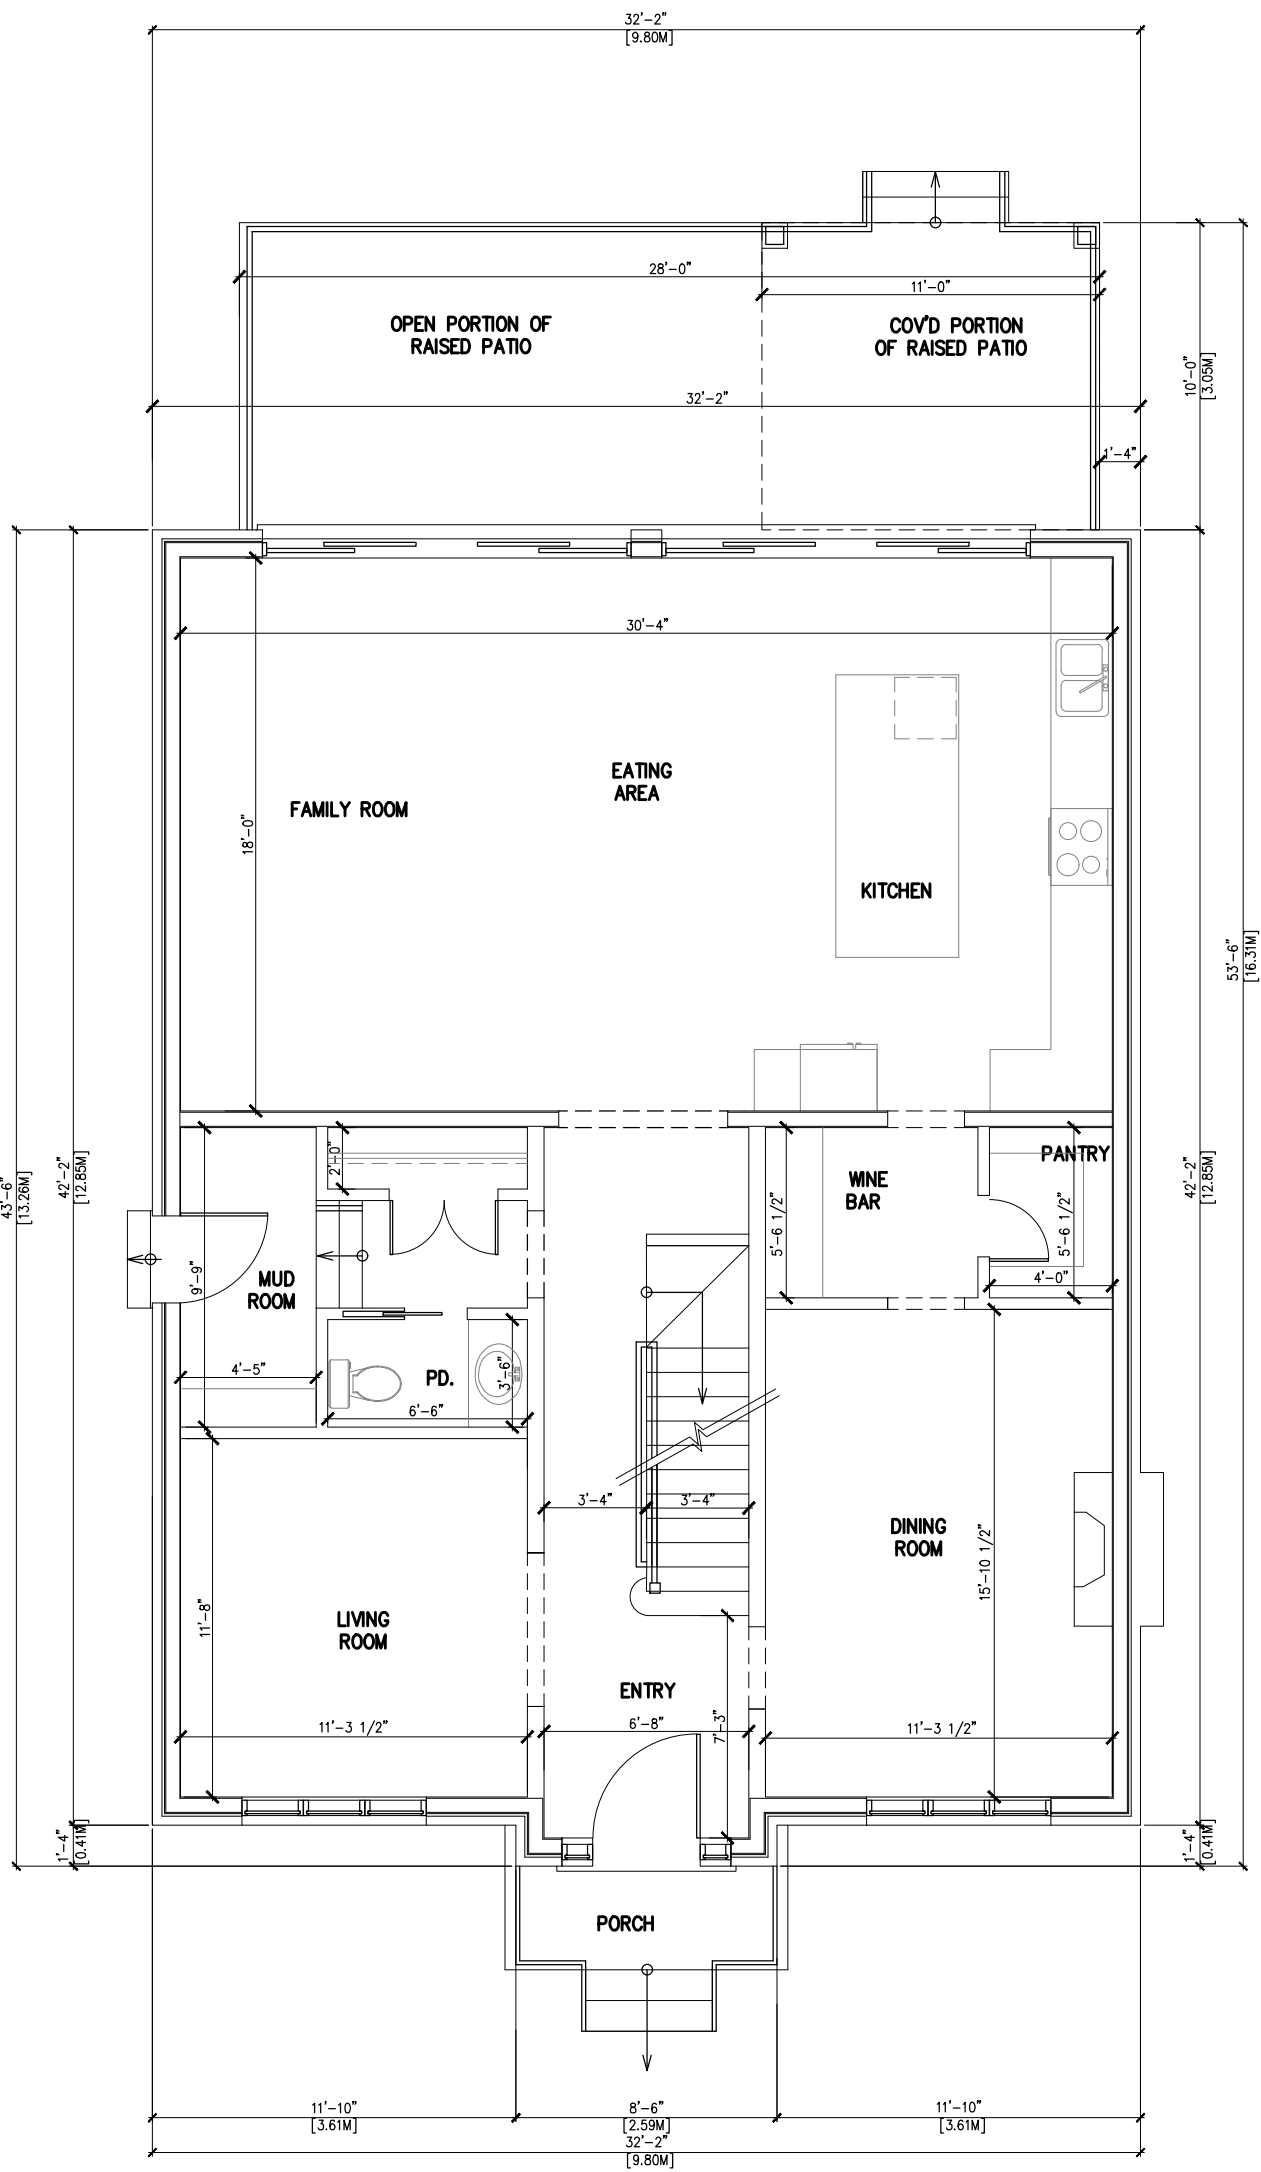 32'-2"
[9.80M]
28'-0"
11'-0"
OPEN PORTION OF
RAISED PATIO
COV'D PORTION
OF RAISED PATIO
10'-0"
[3.05M]
32'-2"
1'-4"
30'-4"
EATING
AREA
FAMILY ROOM
18'-0"
KITCHEN
53'-6"
[16.31M]
43'-6"
[13.26M]
42'-2"
[12.85M]
2'-0"
WINE
BAR
PANTRY
42'-2"
[12.85M]
5'-6 1/2"
5'-6 1/2"
9'-9"
MUD
ROOM
4'-0"
4'-5"
PD.
3'-6"
6'-6"
3'-4"
3'-4"
DINING
ROOM
15'-10 1/2"
11'-8"
LIVING
ROOM
ENTRY
11'-3 1/2"
6'-8"
7'-3"
11'-3 1/2"
1'-4"
[0.41M]
1'-4"
[0.41M]
PORCH
11'-10"
[3.61M]
8'-6"
[2.59M]
11'-10"
[3.61M]
32'-2"
[9.80M]